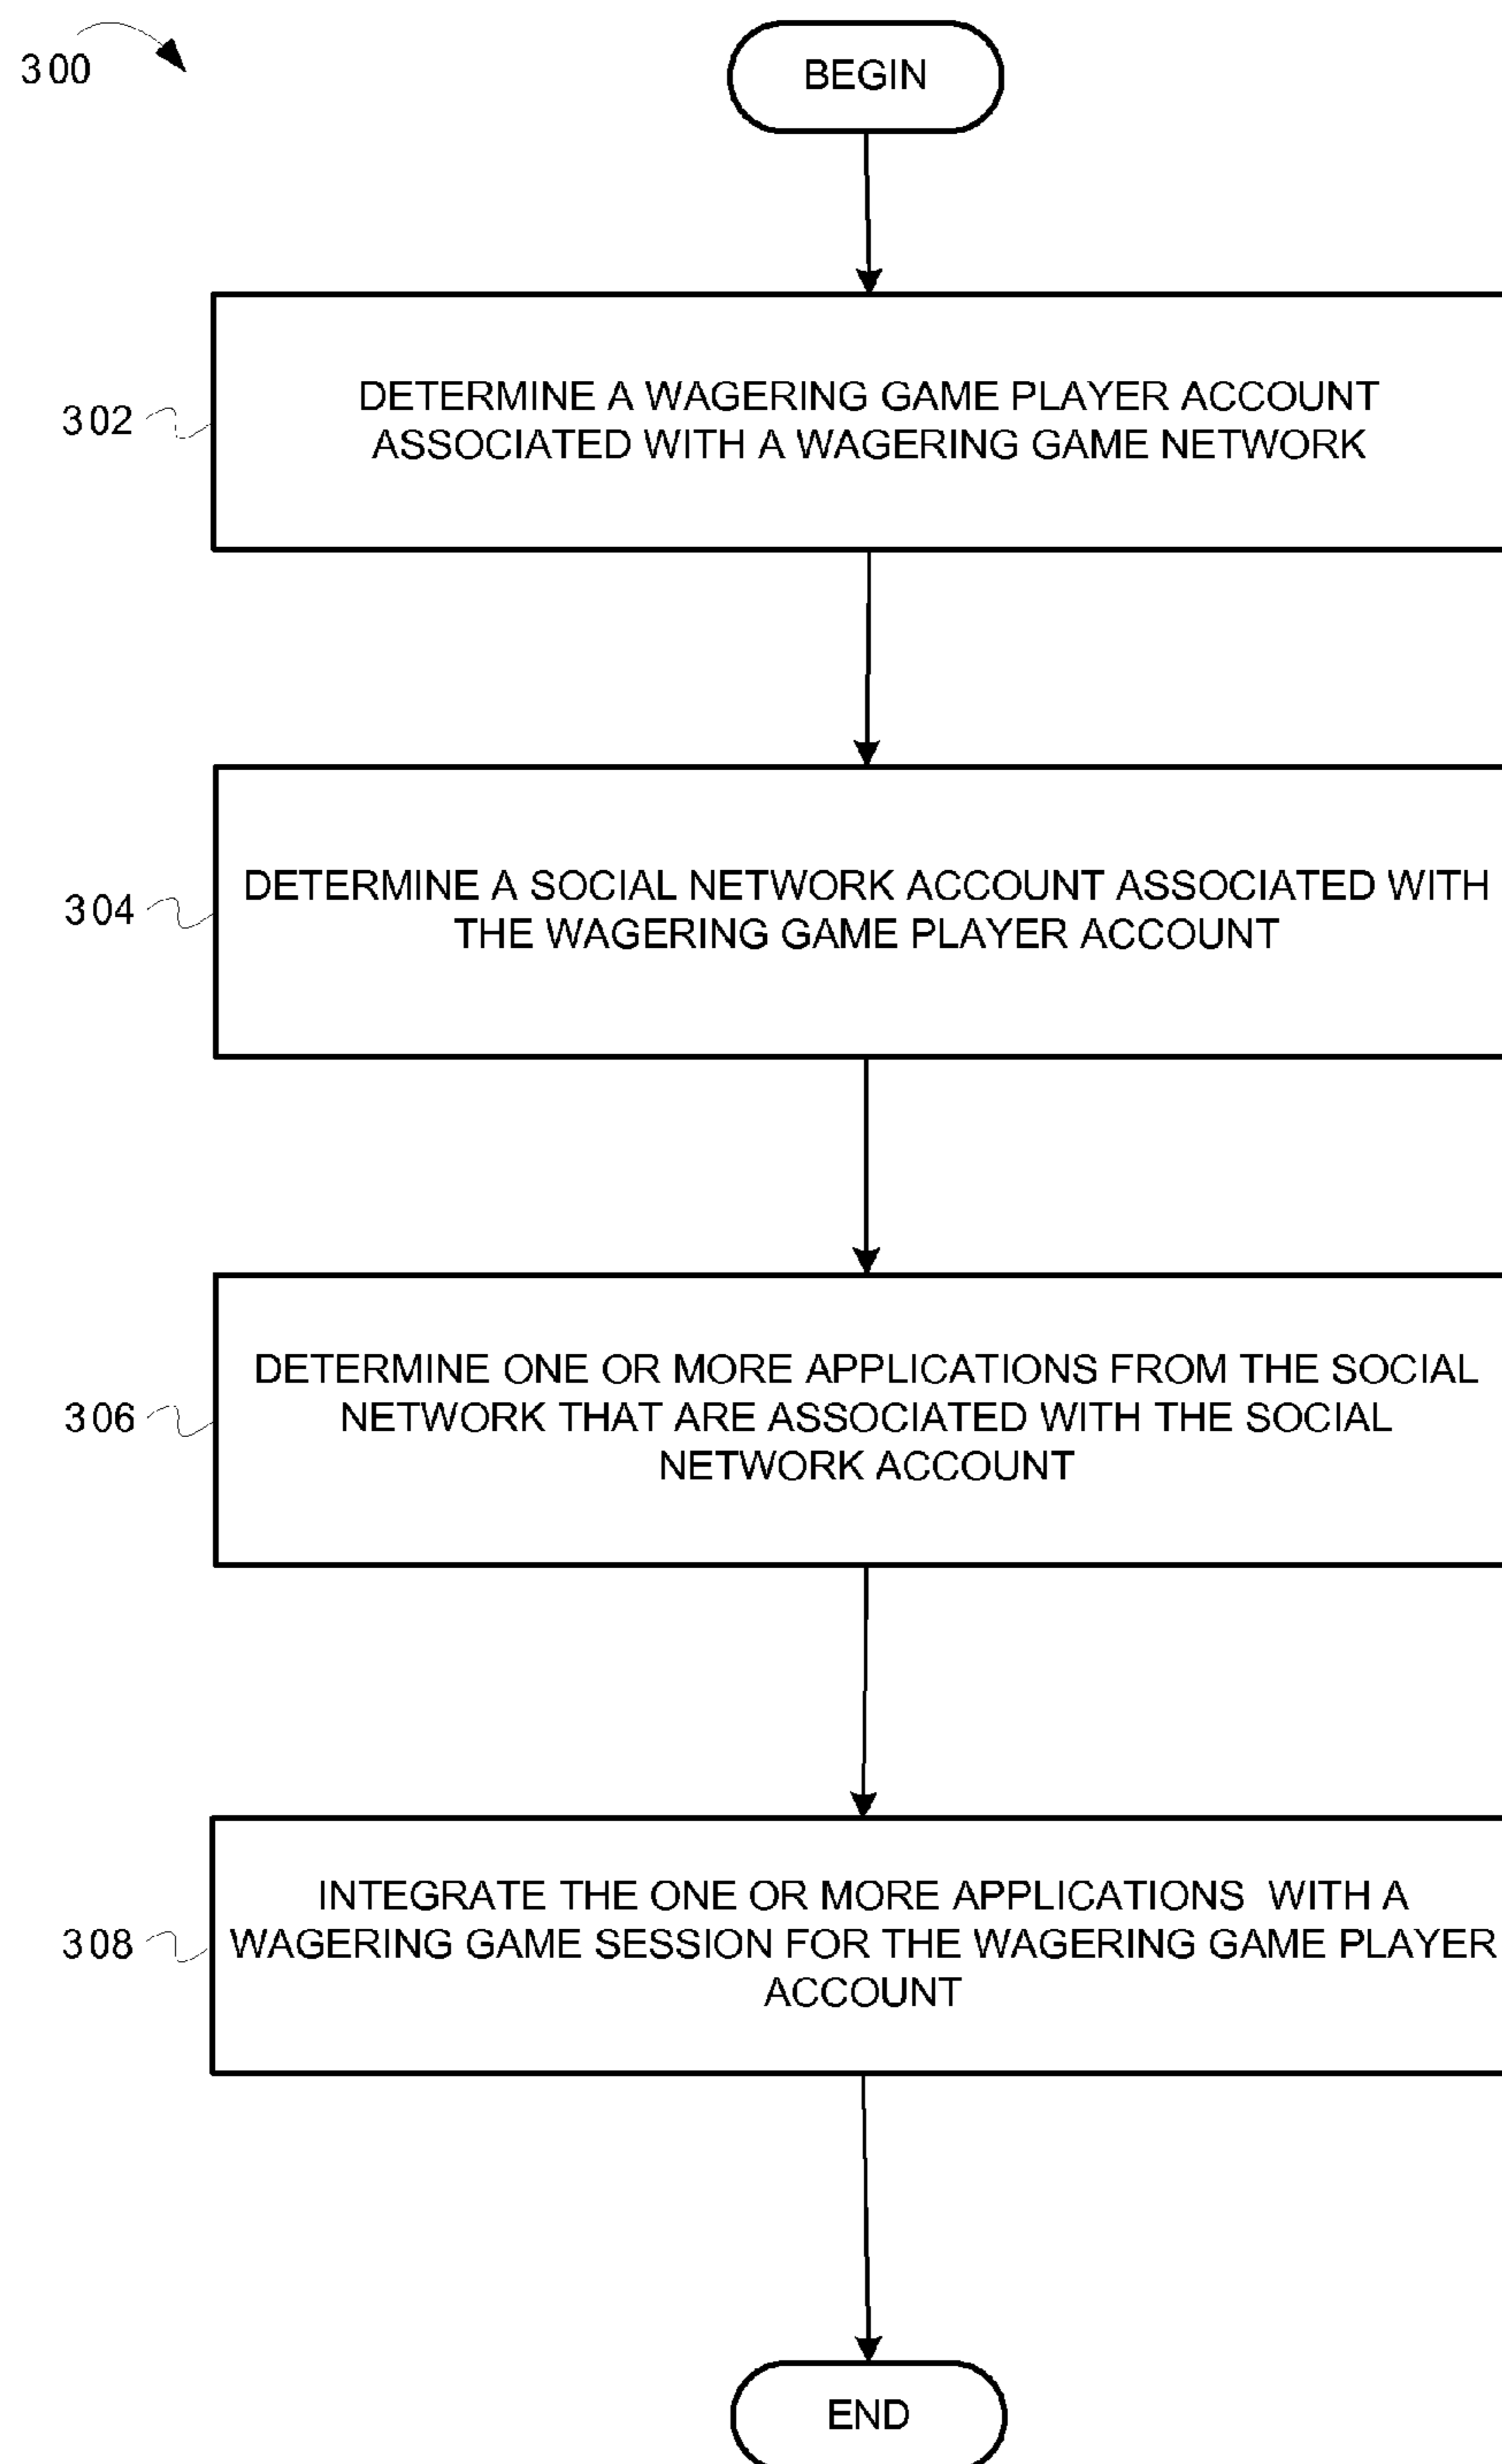 300
BEGIN
302
DETERMINE A WAGERING GAME PLAYER ACCOUNT
ASSOCIATED WITH A WAGERING GAME NETWORK
304
DETERMINE A SOCIAL NETWORK ACCOUNT ASSOCIATED WITH
THE WAGERING GAME PLAYER ACCOUNT
306
DETERMINE ONE OR MORE APPLICATIONS FROM THE SOCIAL
NETWORK THAT ARE ASSOCIATED WITH THE SOCIAL
NETWORK ACCOUNT
308
INTEGRATE THE ONE OR MORE APPLICATIONS WITH A
WAGERING GAME SESSION FOR THE WAGERING GAME PLAYER
ACCOUNT
END